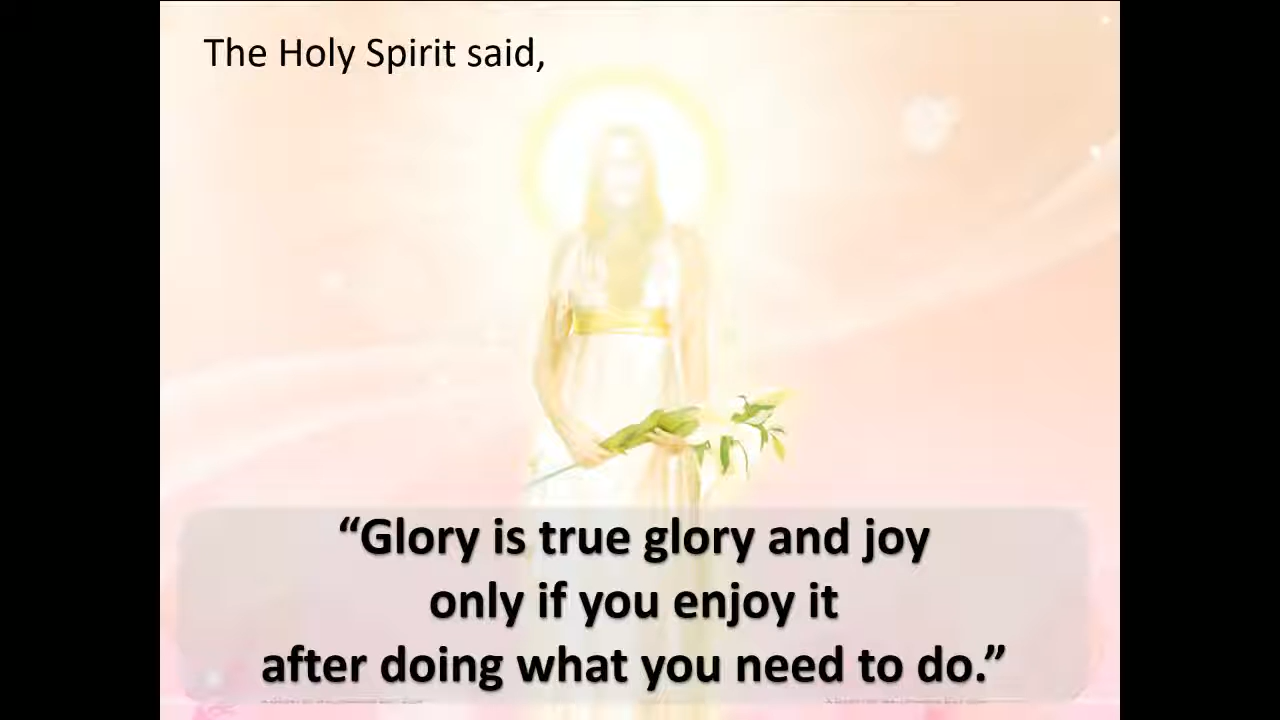 The Holy Spirit said,
“Glory is true glory and joy
only if you enjoy it
after doing what you need to do.”